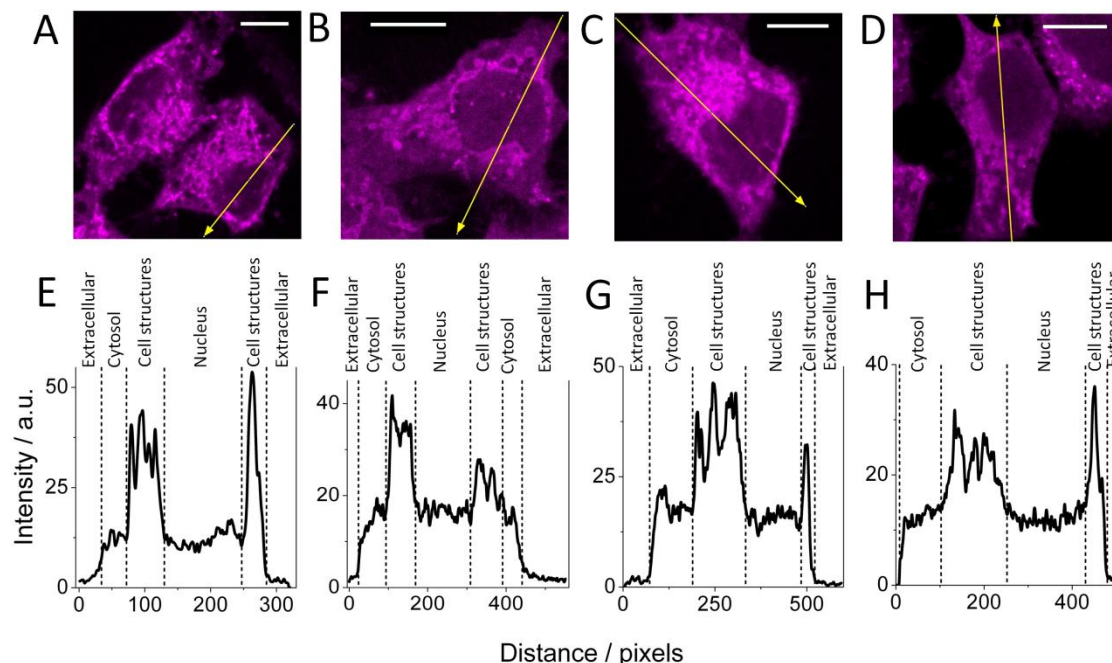 A
B
C
D
E
F
G
H
Extracellular
Cytosol
Cell structures
Nucleus
Cell structures
Extracellular
Extracellular
Cytosol
Cell structures
Nucleus
Cell structures
Cytosol
Extracellular
Extracellular
Cytosol
Cell structures
Nucleus
Cell structures
Extracellular
Cytosol
Cell structures
Nucleus
Cell structures
Intensity / a.u.
50
25
0
0 100 200 300
40
20
0
0 200 400
50
25
0
0 250 500
40
20
0
0 200 400
Distance / pixels